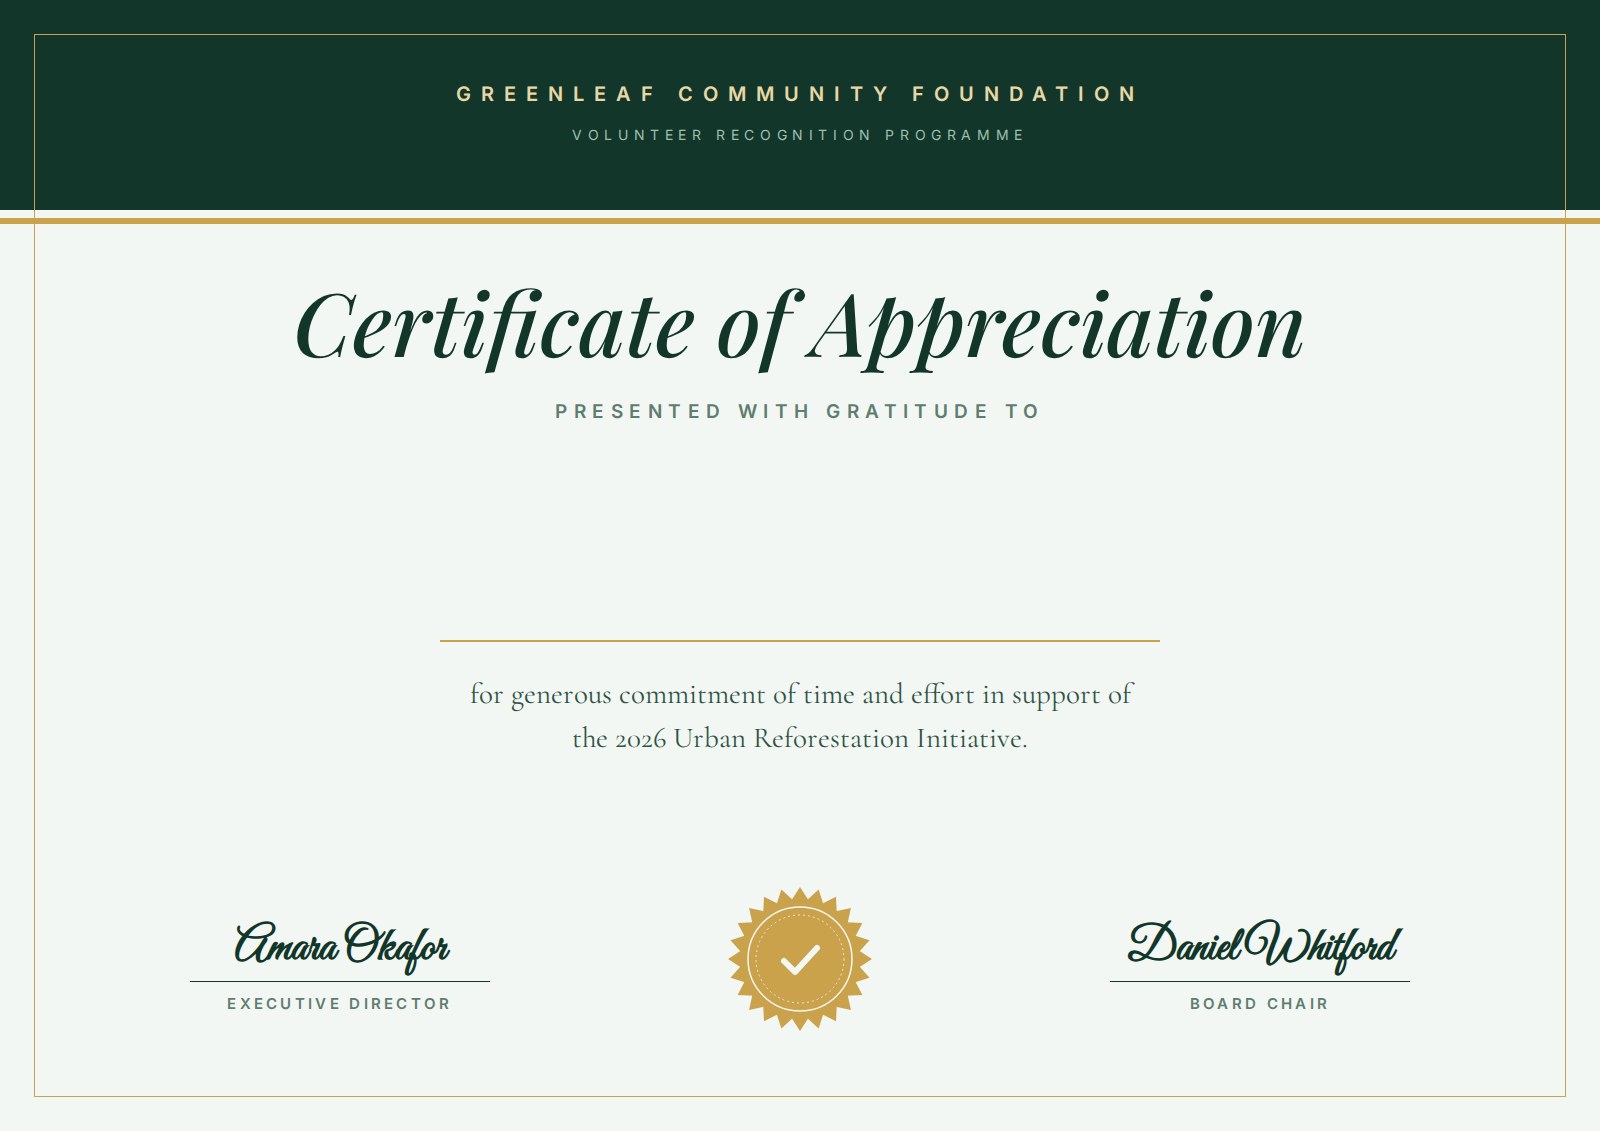 GREENLEAF COMMUNITY FOUNDATION
VOLUNTEER RECOGNITION PROGRAMME
Certificate of Appreciation
PRESENTED WITH GRATITUDE TO
for generous commitment of time and effort in support of
the 2026 Urban Reforestation Initiative.
Amara Okafor
EXECUTIVE DIRECTOR
Daniel Whitford
BOARD CHAIR